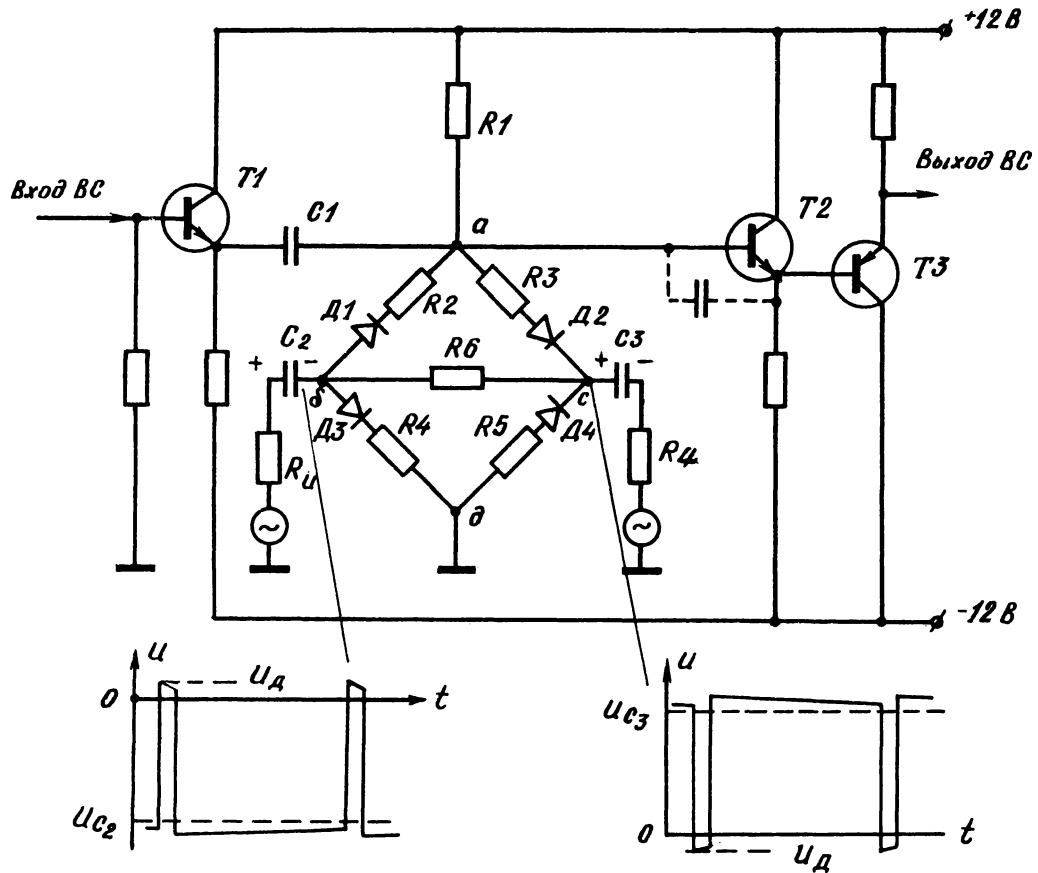 +12 В
R1
Выход ВС
Вход ВС
T1
C1
a
T2
T3
R2
R3
Д1
Д2
C2
+
-
R6
+
C3
-
б
c
Д3
R4
R5
Д4
Rи
R4
д
-12 В
U
0
Uд
t
Uc2
U
Uc3
0
t
Uд